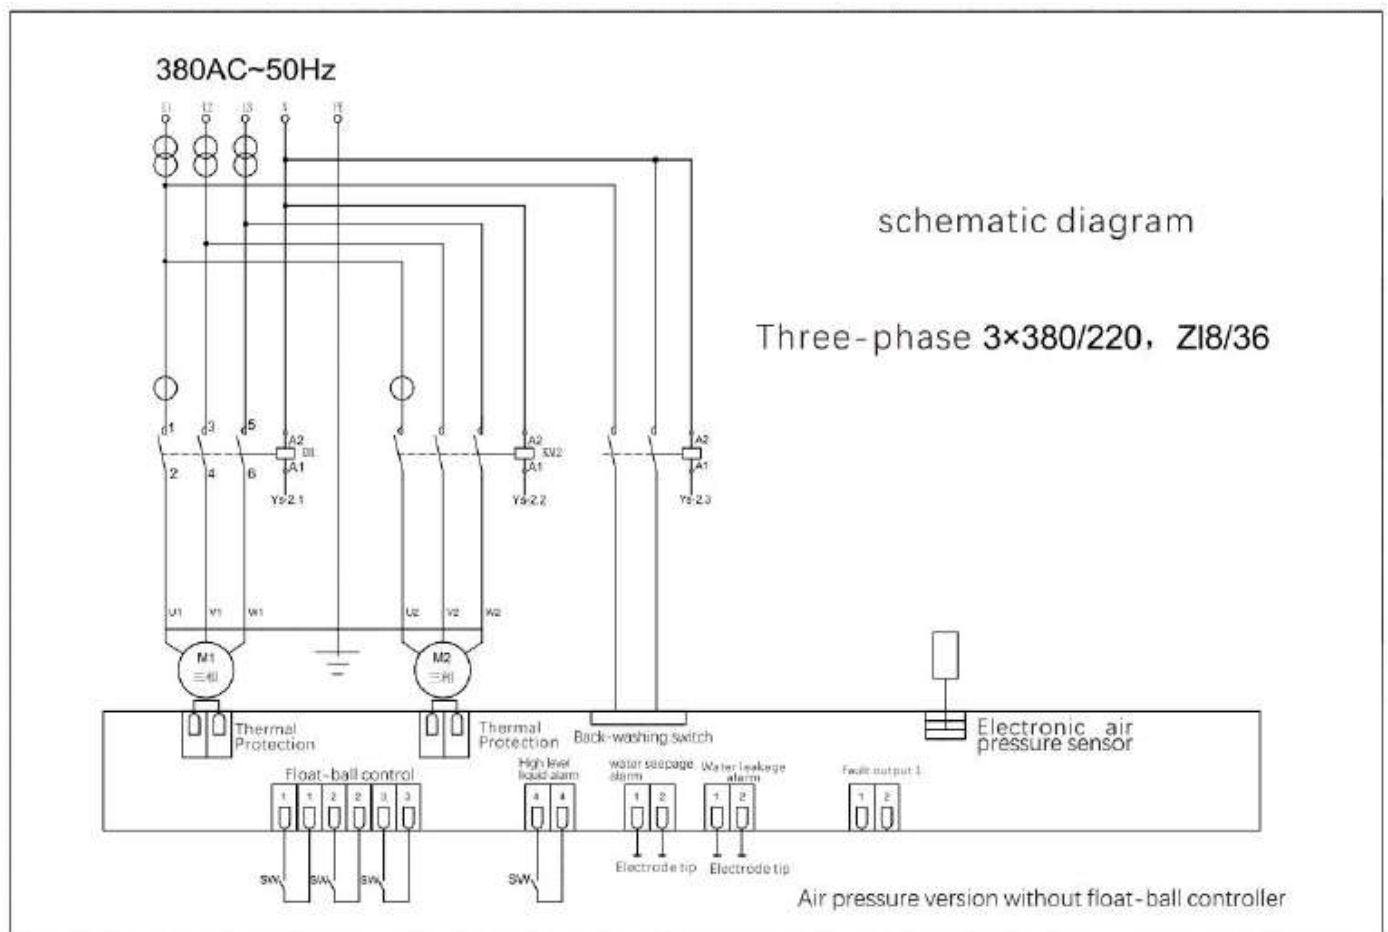 380AC~50Hz
L1 L2 L3 N PE
schematic diagram
Three-phase 3×380/220，ZI8/36
1 3 5 A2 A2 KM2 A2
2 4 6 A1 A1 A1
Ys-2.1 Ys-2.2 Ys-2.3
U1 V1 W1 U2 V2 W2
M1 M2
三相 三相
Thermal
Protection
Thermal
Protection
Back-washing switch
Electronic air
pressure sensor
Float-ball control
High level
liquid alarm
water seepage
alarm
Water leakage
alarm
Fault output 1
1 1 2 2 3 3 4 4 1 2 1 2 1 2
Electrode tip Electrode tip
SW SW SW SW
Air pressure version without float-ball controller